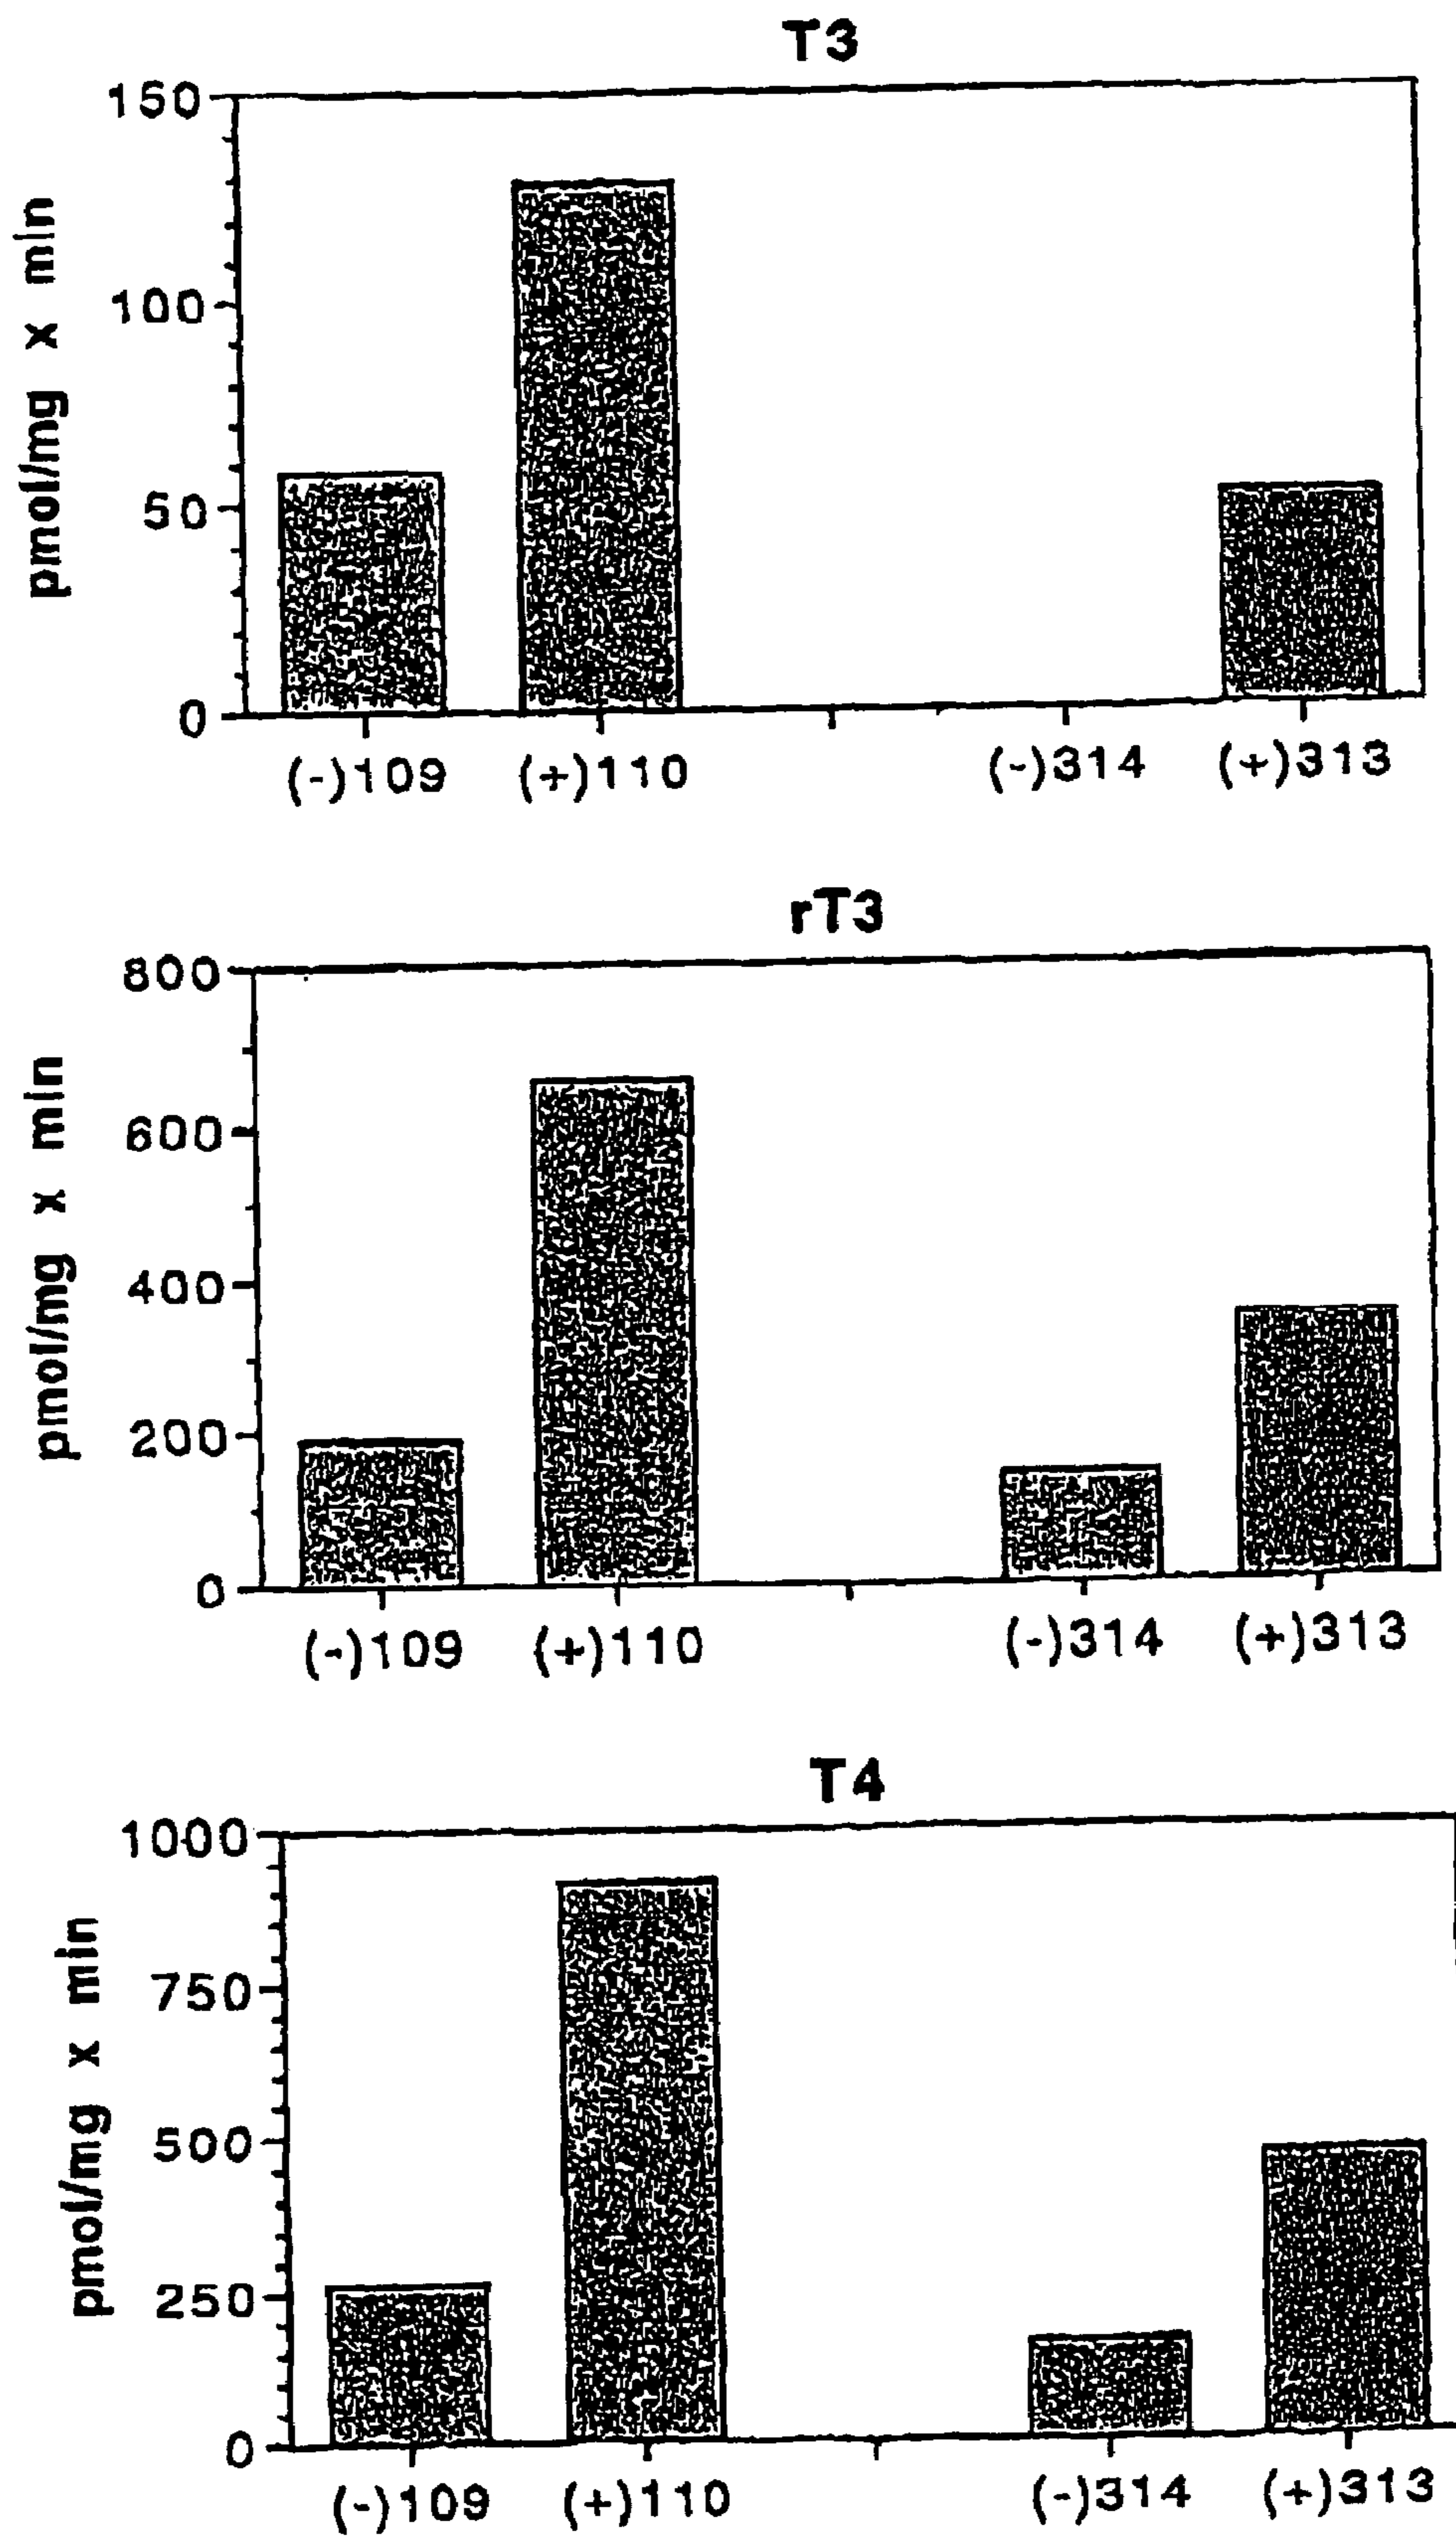 T3
pmol/mg x min
150
100
50
0
(-)109 (+)110 (-)314 (+)313
rT3
pmol/mg x min
800
600
400
200
0
(-)109 (+)110 (-)314 (+)313
T4
pmol/mg x min
1000
750
500
250
0
(-)109 (+)110 (-)314 (+)313